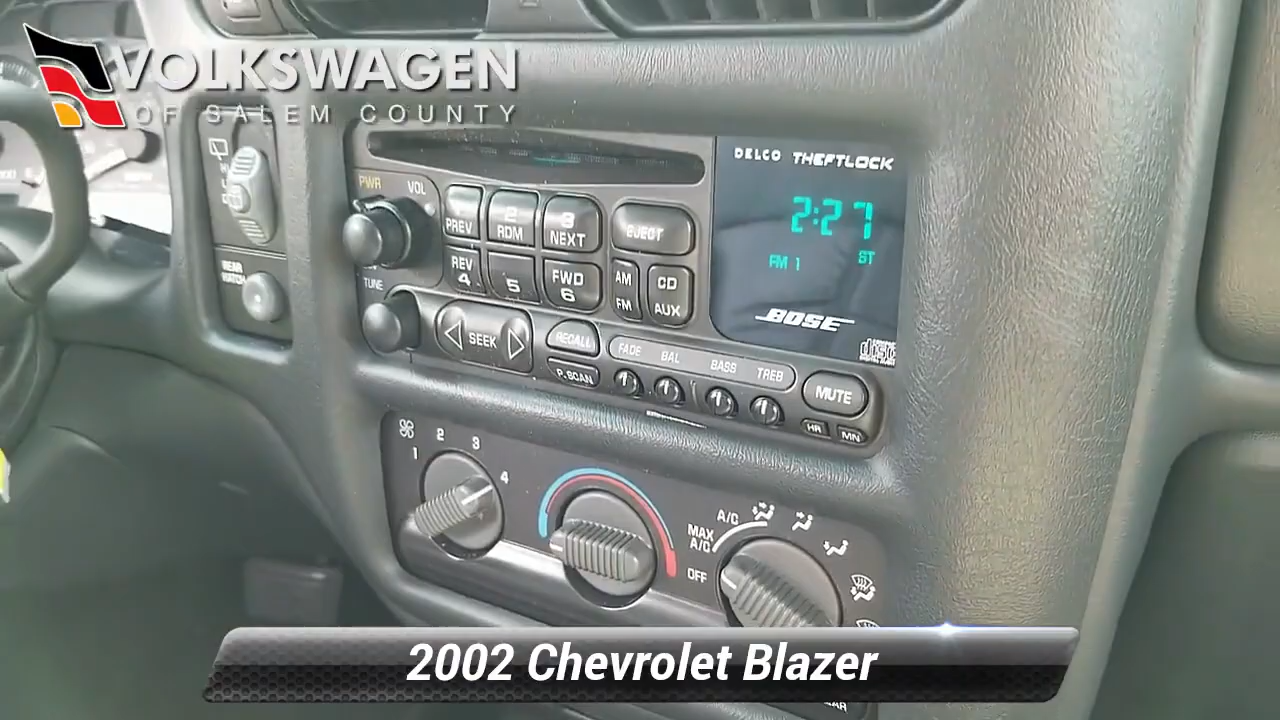 VOLKSWAGEN
OF SALEM COUNTY
DELCO THEFTLOCK
PWR VOL
PREV 2 RDM 3 NEXT EJECT
2:27
REV 4 5 FWD 6 AM FM CD AUX
FM 1 ST
TUNE
SEEK RECALL FADE BAL BASS TREB
BOSE
disc
P.SCAN MUTE
HR MN
REAR
1 2 3 4
A/C
MAX A/C
OFF
2002 Chevrolet Blazer